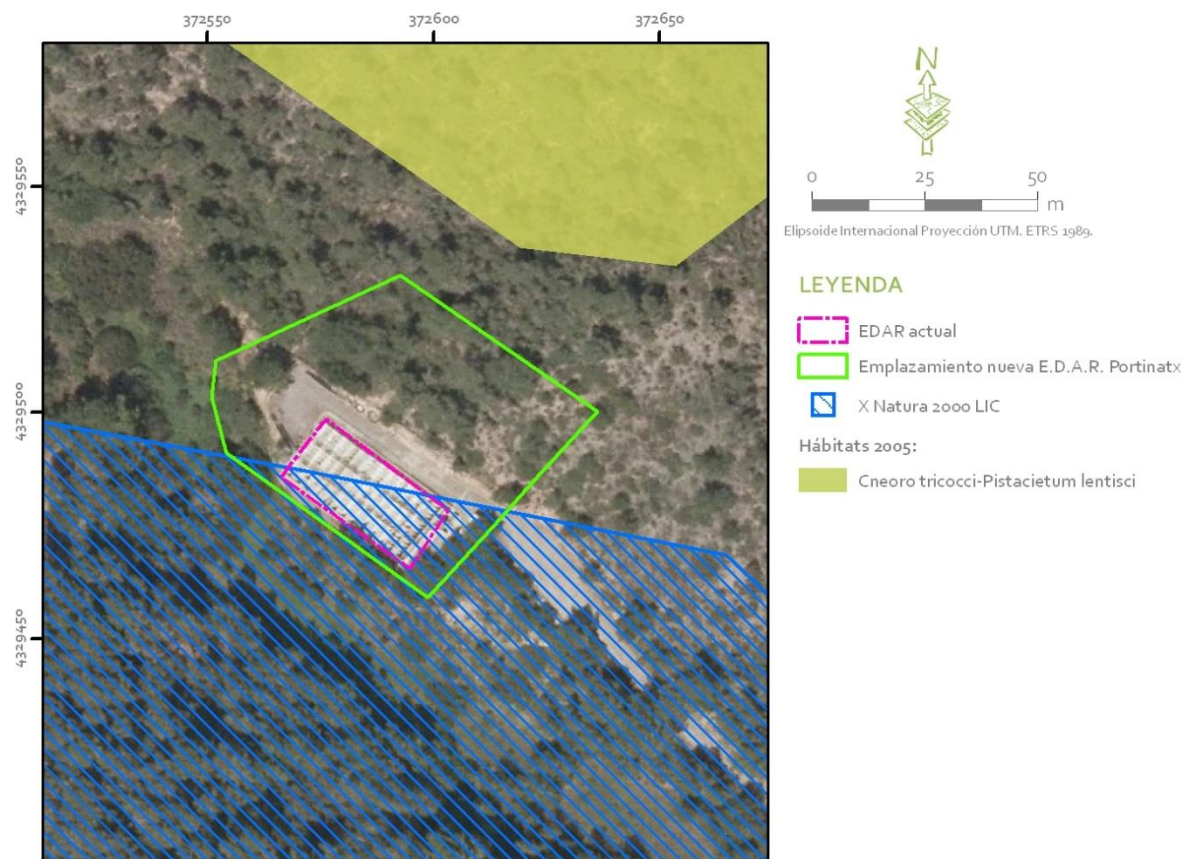 372550
372600
372650
4329550
4329500
4329450
N
0 25 50
m
Elipsoide Internacional Proyección UTM. ETRS 1989.
LEYENDA
EDAR actual
Emplazamiento nueva E.D.A.R. Portinatx
X Natura 2000 LIC
Hábitats 2005:
Cneoro tricocci-Pistacietum lentisci